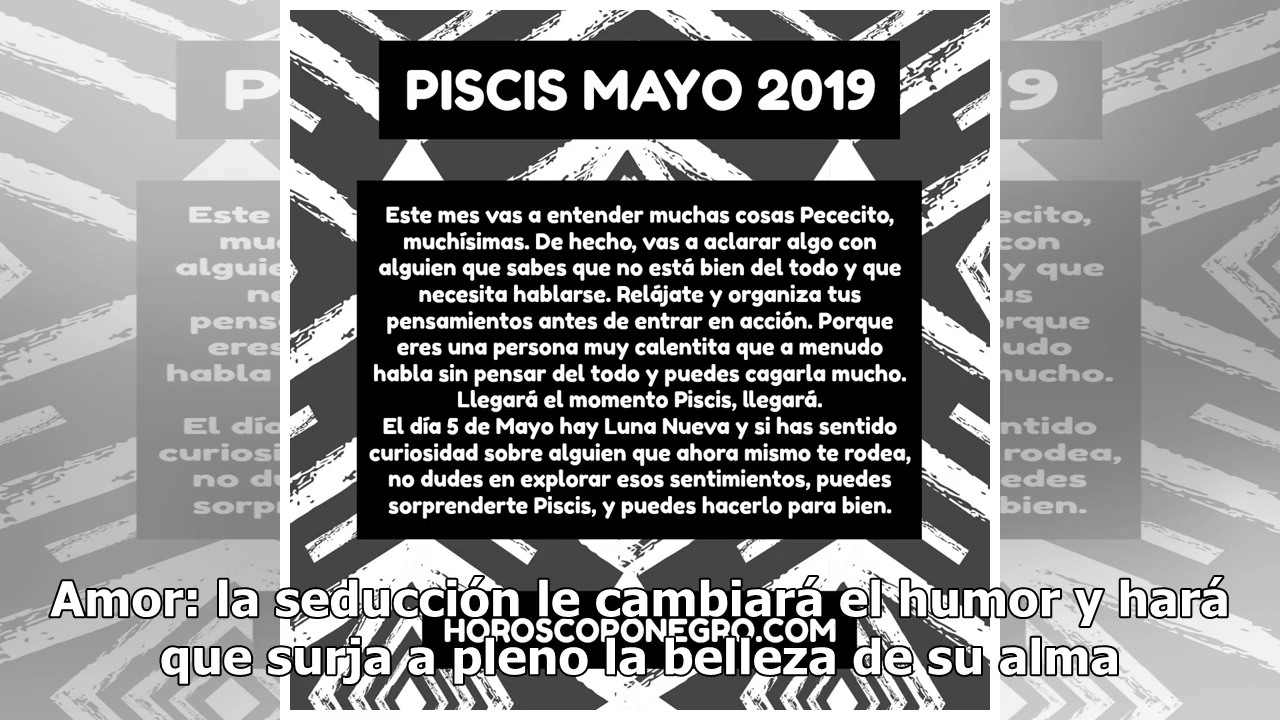 PISCIS MAYO 2019
Este mes vas a entender muchas cosas Pececito,
muchísimas. De hecho, vas a aclarar algo con
alguien que sabes que no está bien del todo y que
necesita hablarse. Relájate y organiza tus
pensamientos antes de entrar en acción. Porque
eres una persona muy calentita que a menudo
habla sin pensar del todo y puedes cagarla mucho.
Llegará el momento Piscis, llegará.
El día 5 de Mayo hay Luna Nueva y si has sentido
curiosidad sobre alguien que ahora mismo te rodea,
no dudes en explorar esos sentimientos, puedes
sorprenderte Piscis, y puedes hacerlo para bien.
Amor: la seducción le cambiará el humor y hará
HOROSCOPONEGRO.COM
que surja a pleno la belleza de su alma